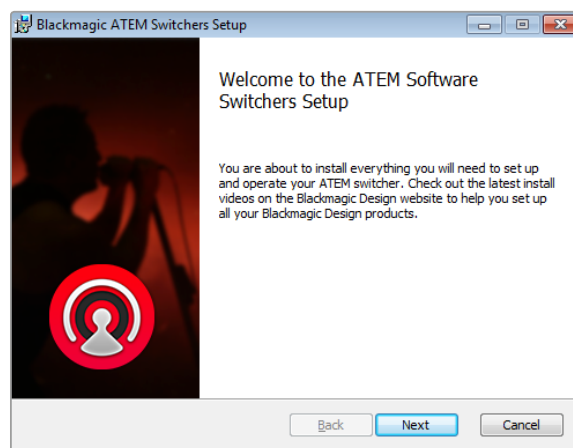 Blackmagic ATEM Switchers Setup
Welcome to the ATEM Software
Switchers Setup
You are about to install everything you will need to set up
and operate your ATEM switcher. Check out the latest install
videos on the Blackmagic Design website to help you set up
all your Blackmagic Design products.
Back Next Cancel